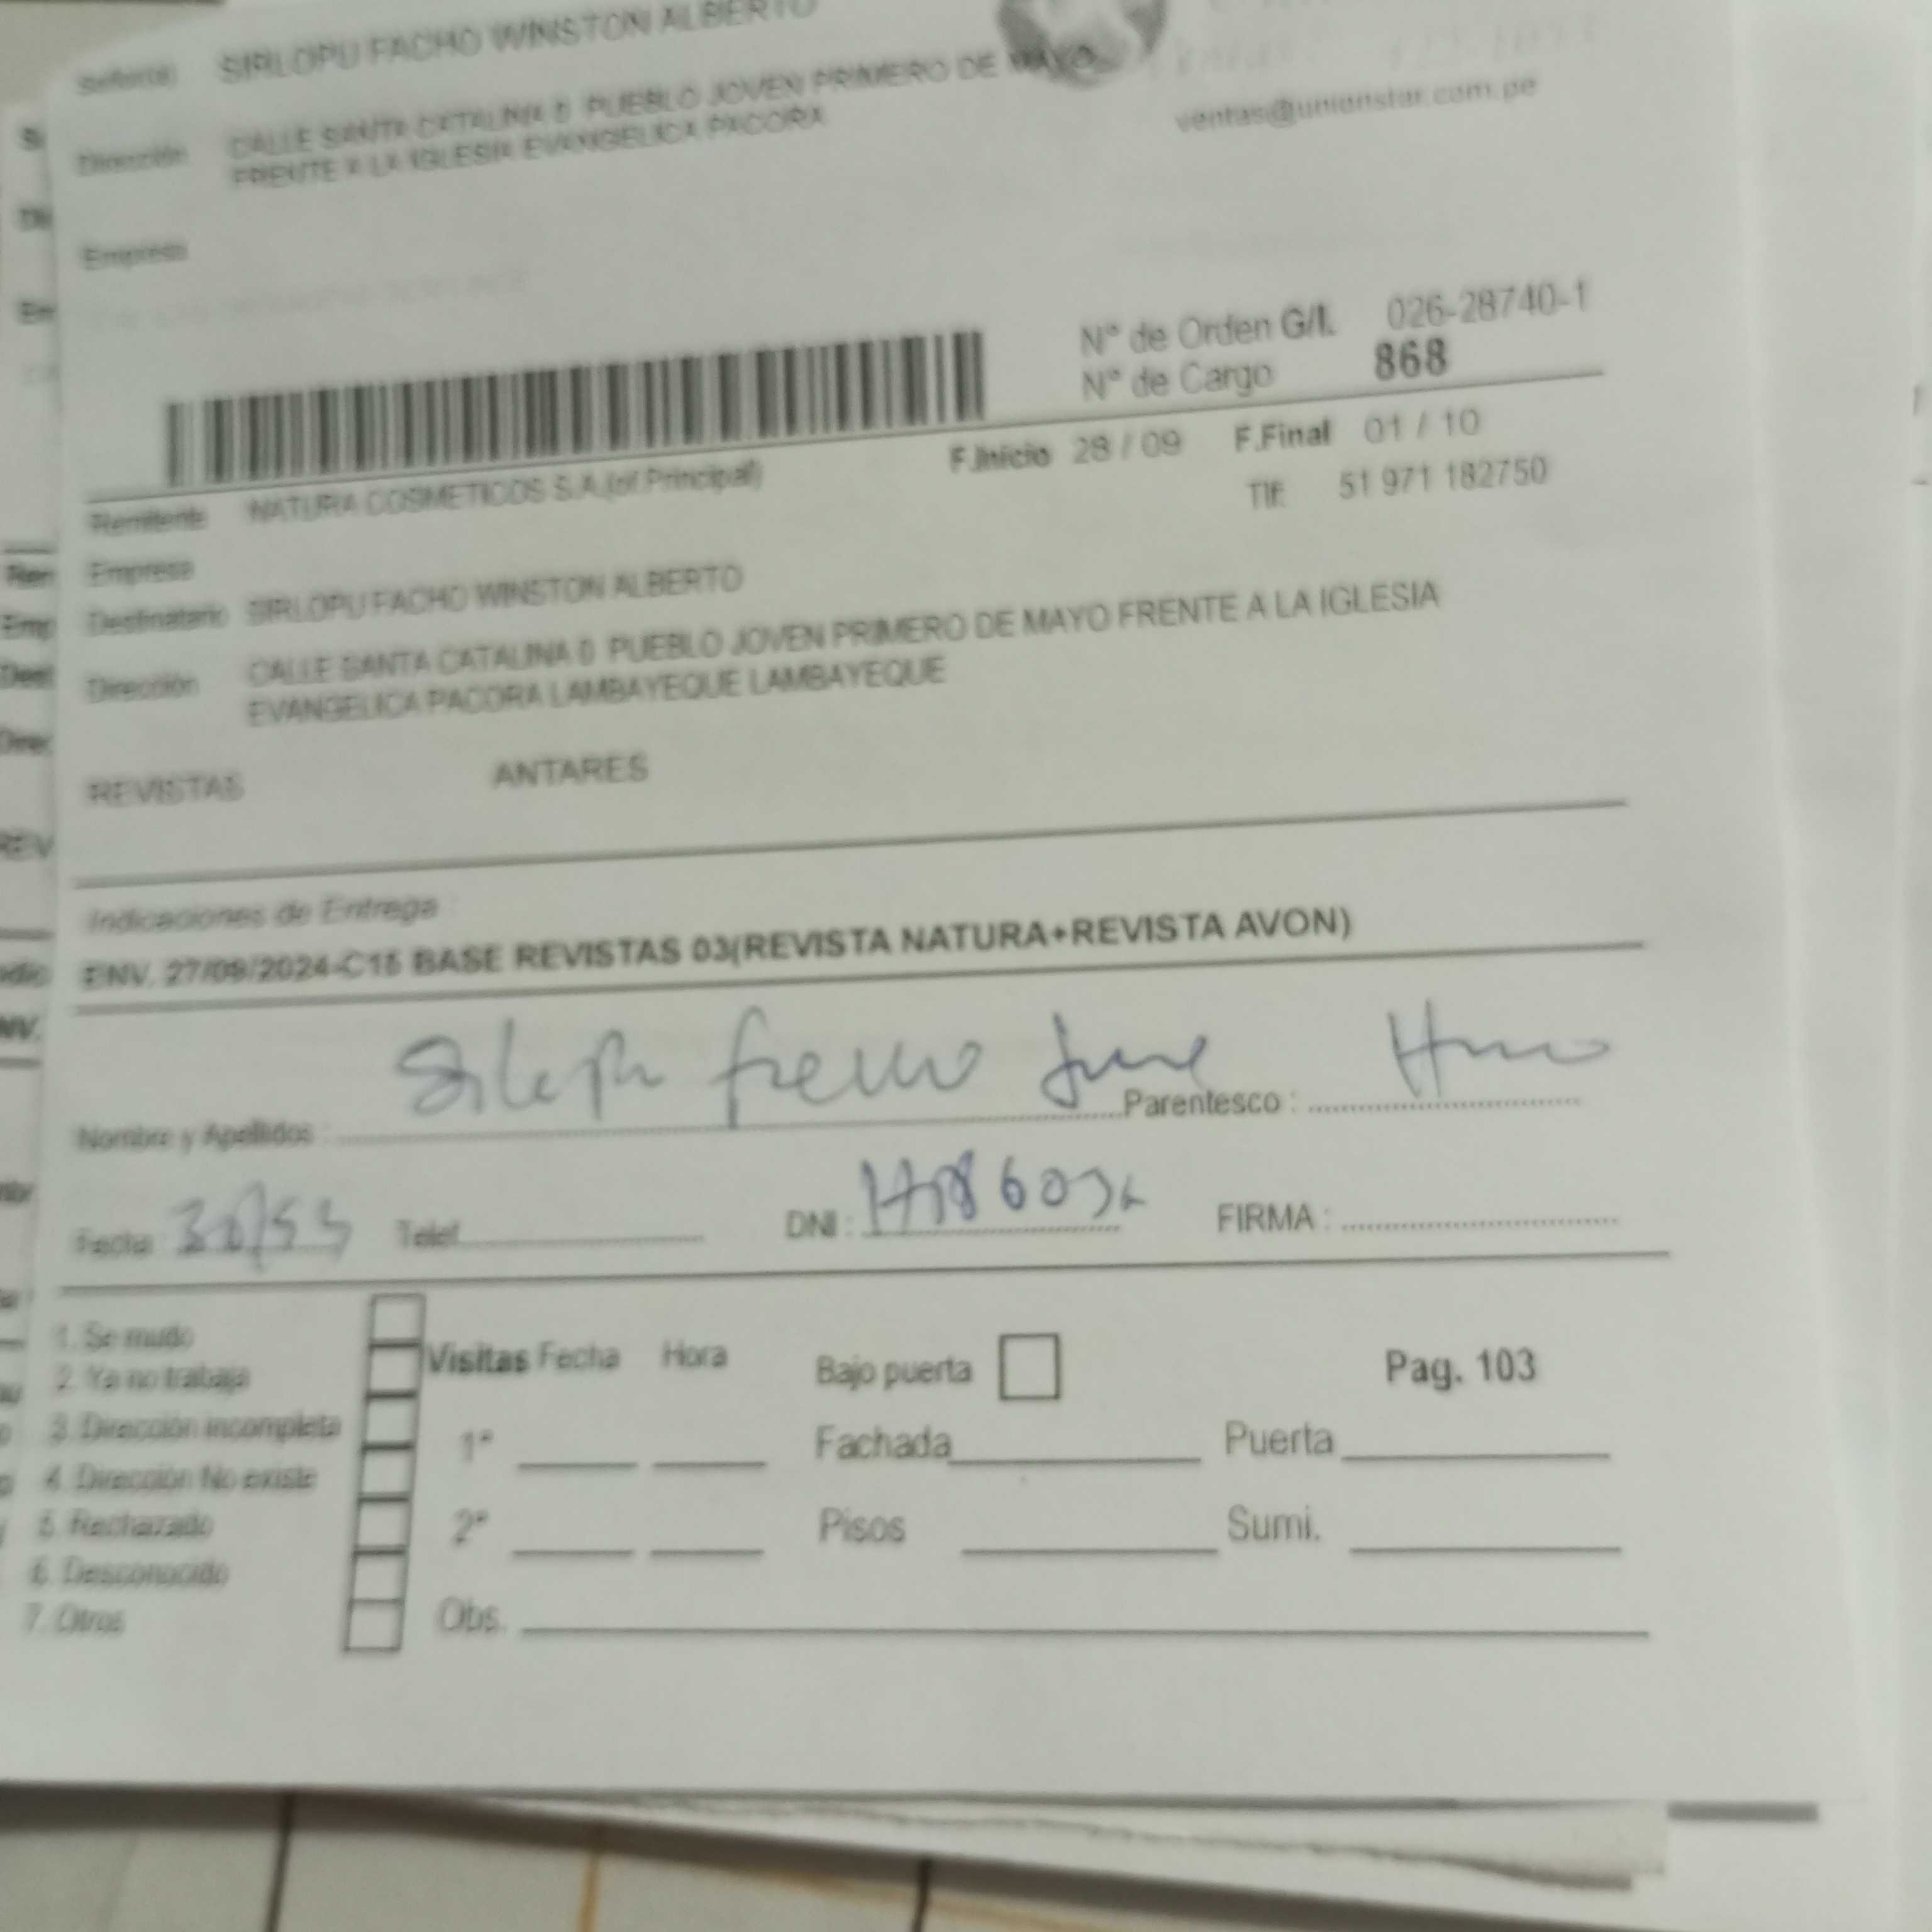 Señor(a) SIRLOPU FACHO WINSTON ALBERTO
Dirección CALLE SANTA CATALINA 0 PUEBLO JOVEN PRIMERO DE MAYO
FRENTE A LA IGLESIA EVANGELICA PACORA
ventas@unionstar.com.pe
Empresa
N° de Orden G/I. 026-28740-1
N° de Cargo 868
F.Inicio 28 / 09 F.Final 01 / 10
Remitente NATURA COSMETICOS S.A.(of.Principal) Tlf: 51 971 182750
Empresa
Destinatario SIRLOPU FACHO WINSTON ALBERTO
Dirección CALLE SANTA CATALINA 0 PUEBLO JOVEN PRIMERO DE MAYO FRENTE A LA IGLESIA
EVANGELICA PACORA LAMBAYEQUE LAMBAYEQUE
REVISTAS ANTARES
Indicaciones de Entrega :
ENV. 27/09/2024-C15 BASE REVISTAS 03(REVISTA NATURA+REVISTA AVON)
Nombre y Apellidos : Parentesco :
Fecha Telef. DNI : FIRMA :
1. Se mudo
2. Ya no trabaja
3. Dirección incompleta
4. Dirección No existe
5. Rechazado
6. Desconocido
7. Otros
Visitas Fecha Hora Bajo puerta Pag. 103
1ª Fachada Puerta
2ª Pisos Sumi.
Obs.